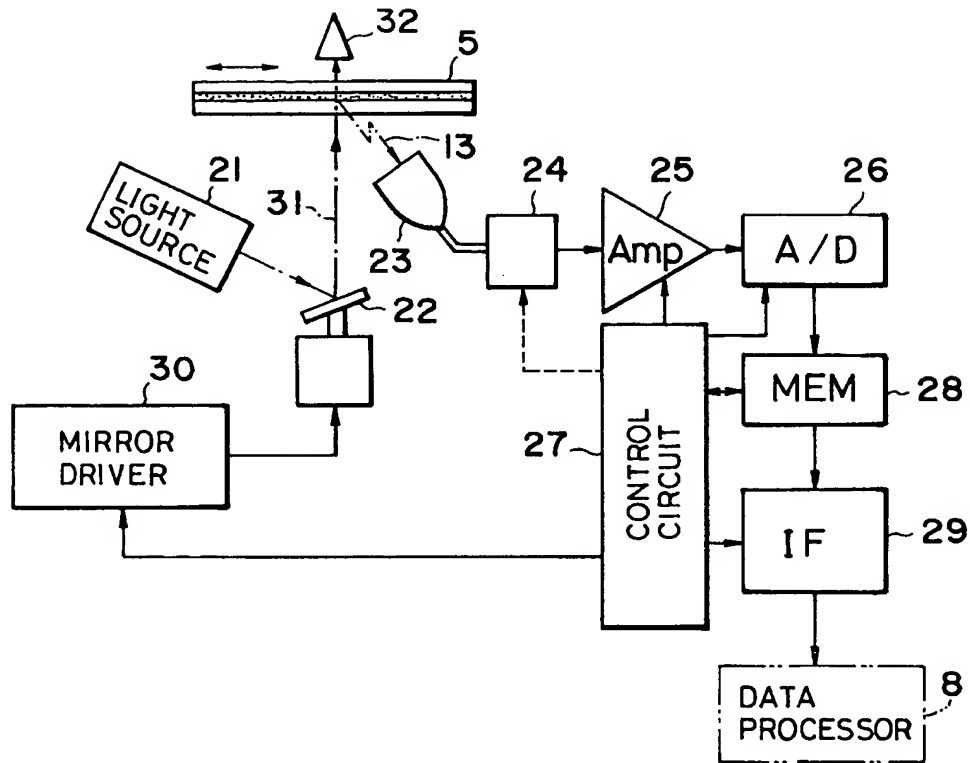 32
5
13
21
LIGHT
SOURCE
31
23
24
25
Amp
26
A/D
22
30
MIRROR
DRIVER
27
CONTROL
CIRCUIT
MEM
28
IF
29
DATA
PROCESSOR
8